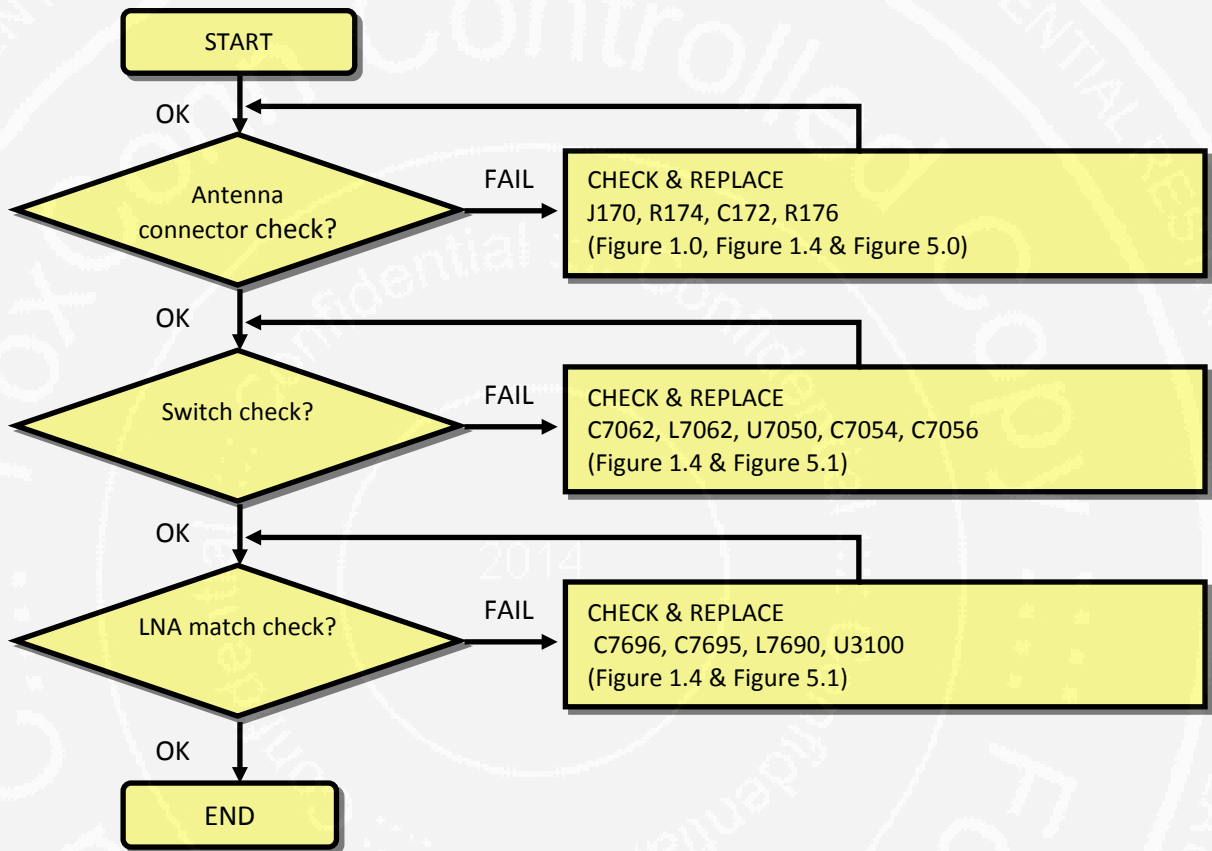 START
OK
Antenna
connector check?
FAIL
CHECK & REPLACE
J170, R174, C172, R176
(Figure 1.0, Figure 1.4 & Figure 5.0)
OK
Switch check?
FAIL
CHECK & REPLACE
C7062, L7062, U7050, C7054, C7056
(Figure 1.4 & Figure 5.1)
OK
LNA match check?
FAIL
CHECK & REPLACE
C7696, C7695, L7690, U3100
(Figure 1.4 & Figure 5.1)
OK
END
2014